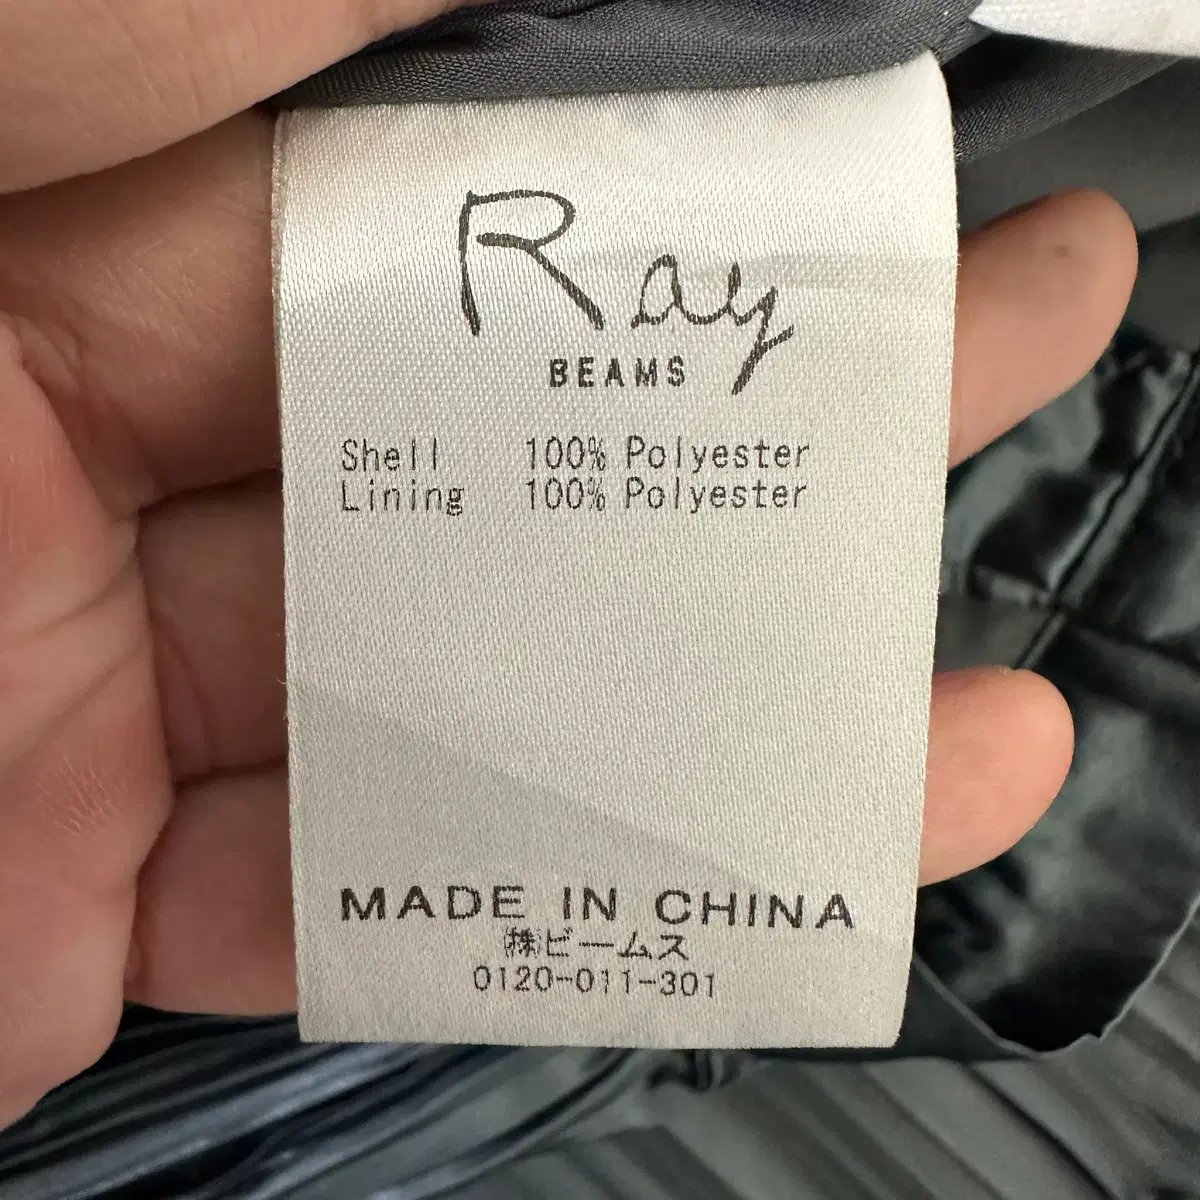 Ray
BEAMS
Shell 100% Polyester
Lining 100% Polyester
MADE IN CHINA
㈱ビームス
0120-011-301